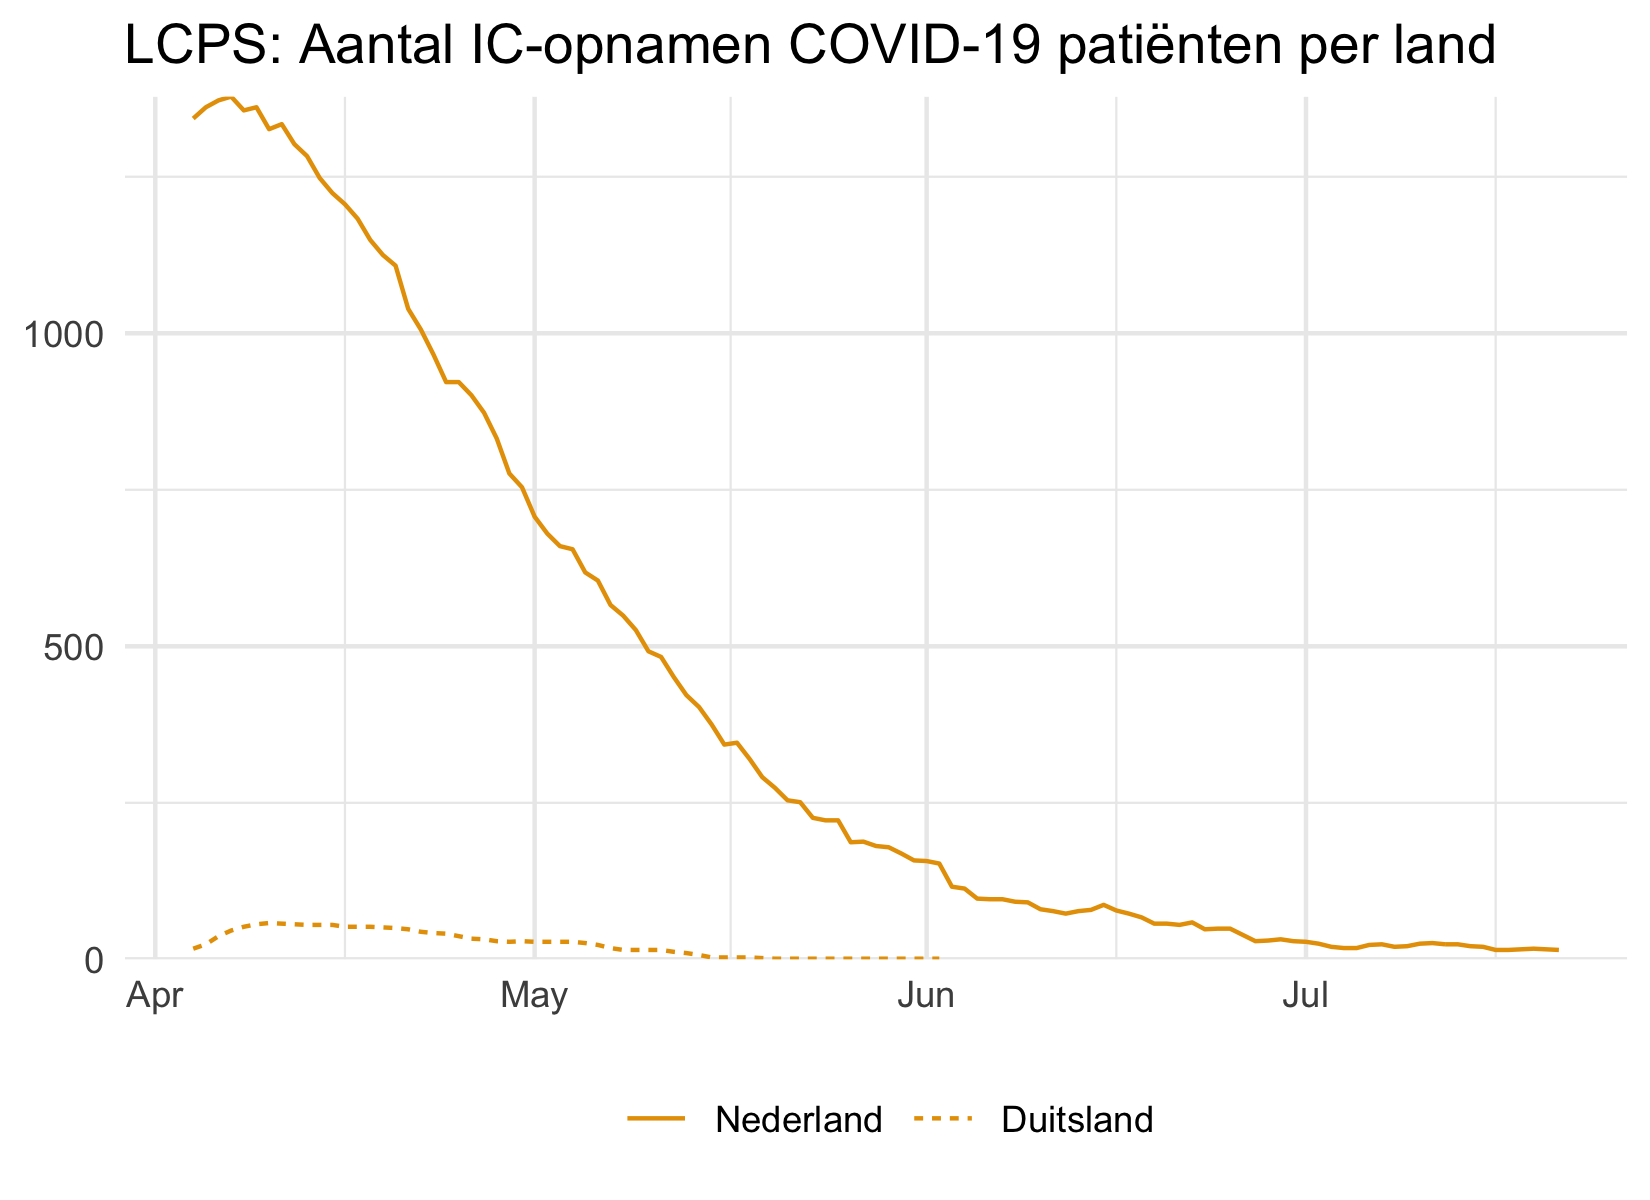 LCPS: Aantal IC-opnamen COVID-19 patiënten per land
1000
500
0
Apr May Jun Jul
Nederland Duitsland